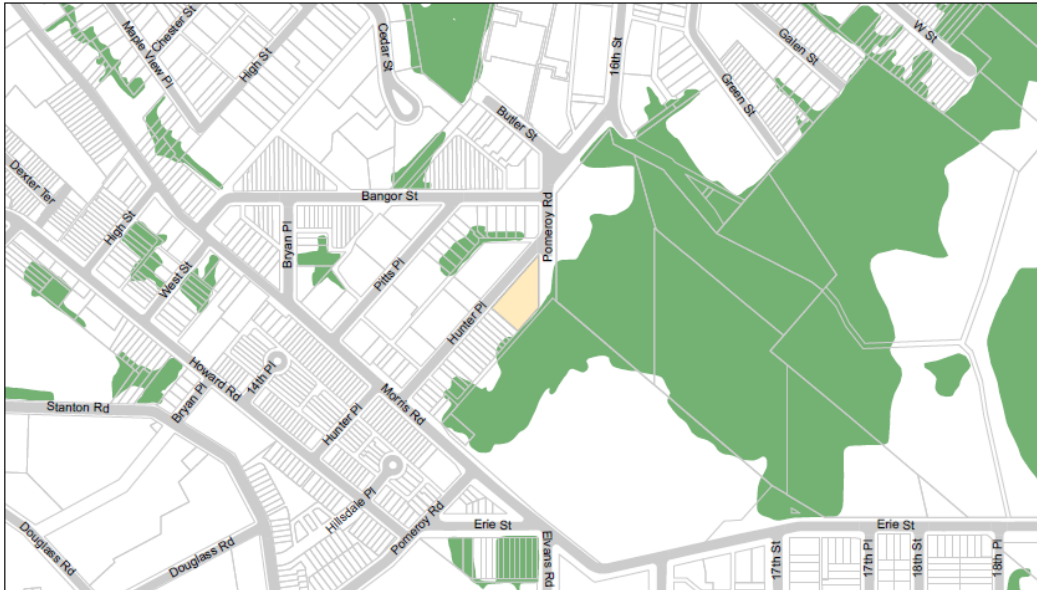 Maple View Pl
Chester St
High St
Cedar St
16th St
Galen St
W St
Green St
Butler St
Dexter Ter
High St
West St
Bangor St
Bryan Pl
Pitts Pl
Pomeroy Rd
Hunter Pl
Howard Rd
14th Pl
Stanton Rd
Bryan Pl
Hunter Pl
Morris Rd
Hillsdale Pl
Pomeroy Rd
Erie St
Evans Rd
Erie St
Douglass Rd
Douglass Rd
17th St
17th Pl
18th St
18th Pl